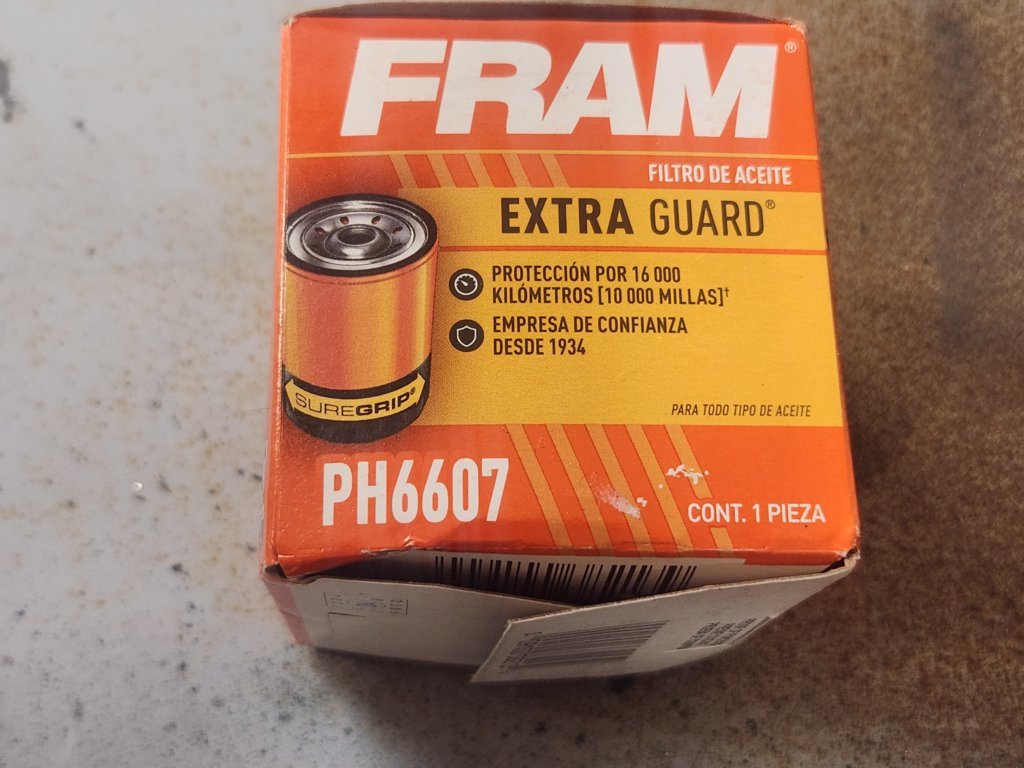 FRAM®
FILTRO DE ACEITE
EXTRA GUARD®
PROTECCIÓN POR 16 000
KILÓMETROS [10 000 MILLAS]†
EMPRESA DE CONFIANZA
DESDE 1934
SUREGRIP®
PARA TODO TIPO DE ACEITE
PH6607
CONT. 1 PIEZA